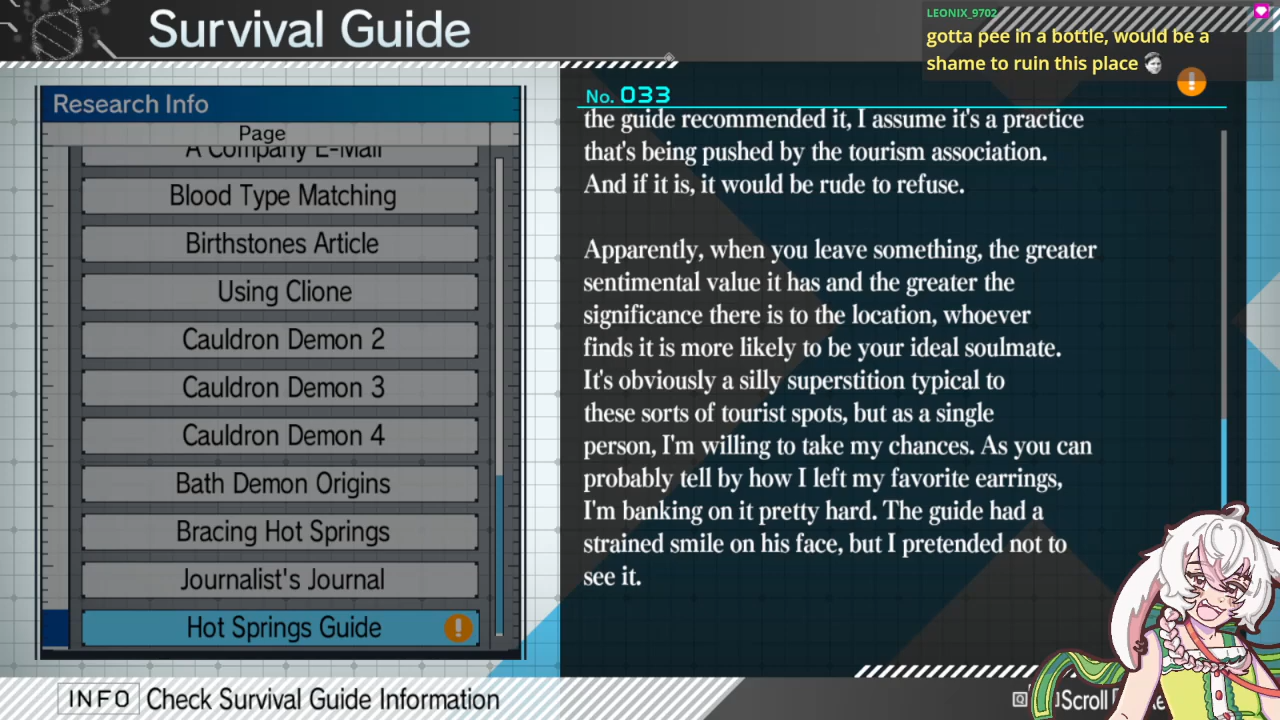 Survival Guide
LEONIX_9702
gotta pee in a bottle, would be a
shame to ruin this place
Research Info
Page
A Company E-Mail
Blood Type Matching
Birthstones Article
Using Clione
Cauldron Demon 2
Cauldron Demon 3
Cauldron Demon 4
Bath Demon Origins
Bracing Hot Springs
Journalist's Journal
Hot Springs Guide
No. 033
the guide recommended it, I assume it's a practice
that's being pushed by the tourism association.
And if it is, it would be rude to refuse.
Apparently, when you leave something, the greater
sentimental value it has and the greater the
significance there is to the location, whoever
finds it is more likely to be your ideal soulmate.
It's obviously a silly superstition typical to
these sorts of tourist spots, but as a single
person, I'm willing to take my chances. As you can
probably tell by how I left my favorite earrings,
I'm banking on it pretty hard. The guide had a
strained smile on his face, but I pretended not to
see it.
INFO Check Survival Guide Information
Q Scroll